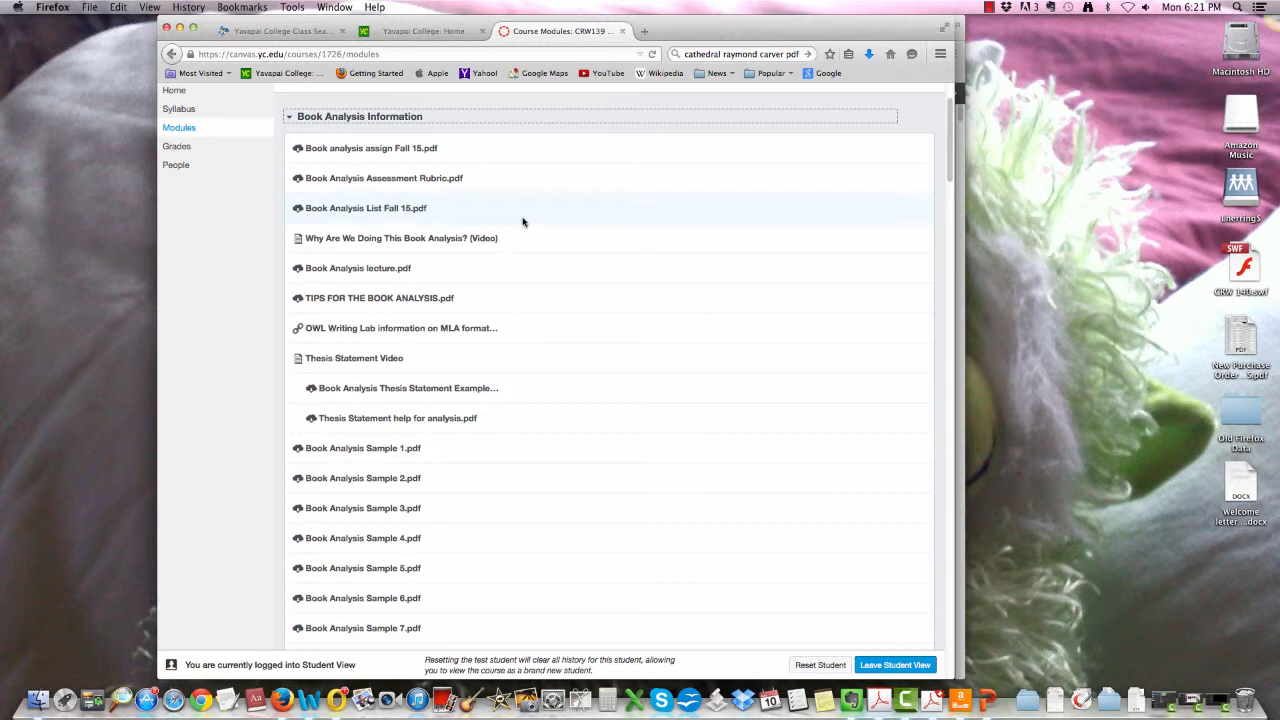 Firefox File Edit View History Bookmarks Tools Window Help
3 Mon 6:21 PM
Yavapai College Class Sea... Yavapai College: Home Course Modules: CRW139 ...
https://canvas.yc.edu/courses/1726/modules cathedral raymond carver pdf
Most Visited Yavapai College: ... Getting Started Apple Yahoo! Google Maps YouTube Wikipedia News Popular Google
Home
Syllabus
Modules
Grades
People
Book Analysis Information
Book analysis assign Fall 15.pdf
Book Analysis Assessment Rubric.pdf
Book Analysis List Fall 15.pdf
Why Are We Doing This Book Analysis? (Video)
Book Analysis lecture.pdf
TIPS FOR THE BOOK ANALYSIS.pdf
OWL Writing Lab information on MLA format...
Thesis Statement Video
Book Analysis Thesis Statement Example...
Thesis Statement help for analysis.pdf
Book Analysis Sample 1.pdf
Book Analysis Sample 2.pdf
Book Analysis Sample 3.pdf
Book Analysis Sample 4.pdf
Book Analysis Sample 5.pdf
Book Analysis Sample 6.pdf
Book Analysis Sample 7.pdf
You are currently logged into Student View
Resetting the test student will clear all history for this student, allowing
you to view the course as a brand new student.
Reset Student Leave Student View
Macintosh HD
Amazon
Music
LherringS
SWF
CRW 140.swf
PDF
New Purchase
Order ...S.pdf
Old Firefox
Data
DOCX
Welcome
letter....docx